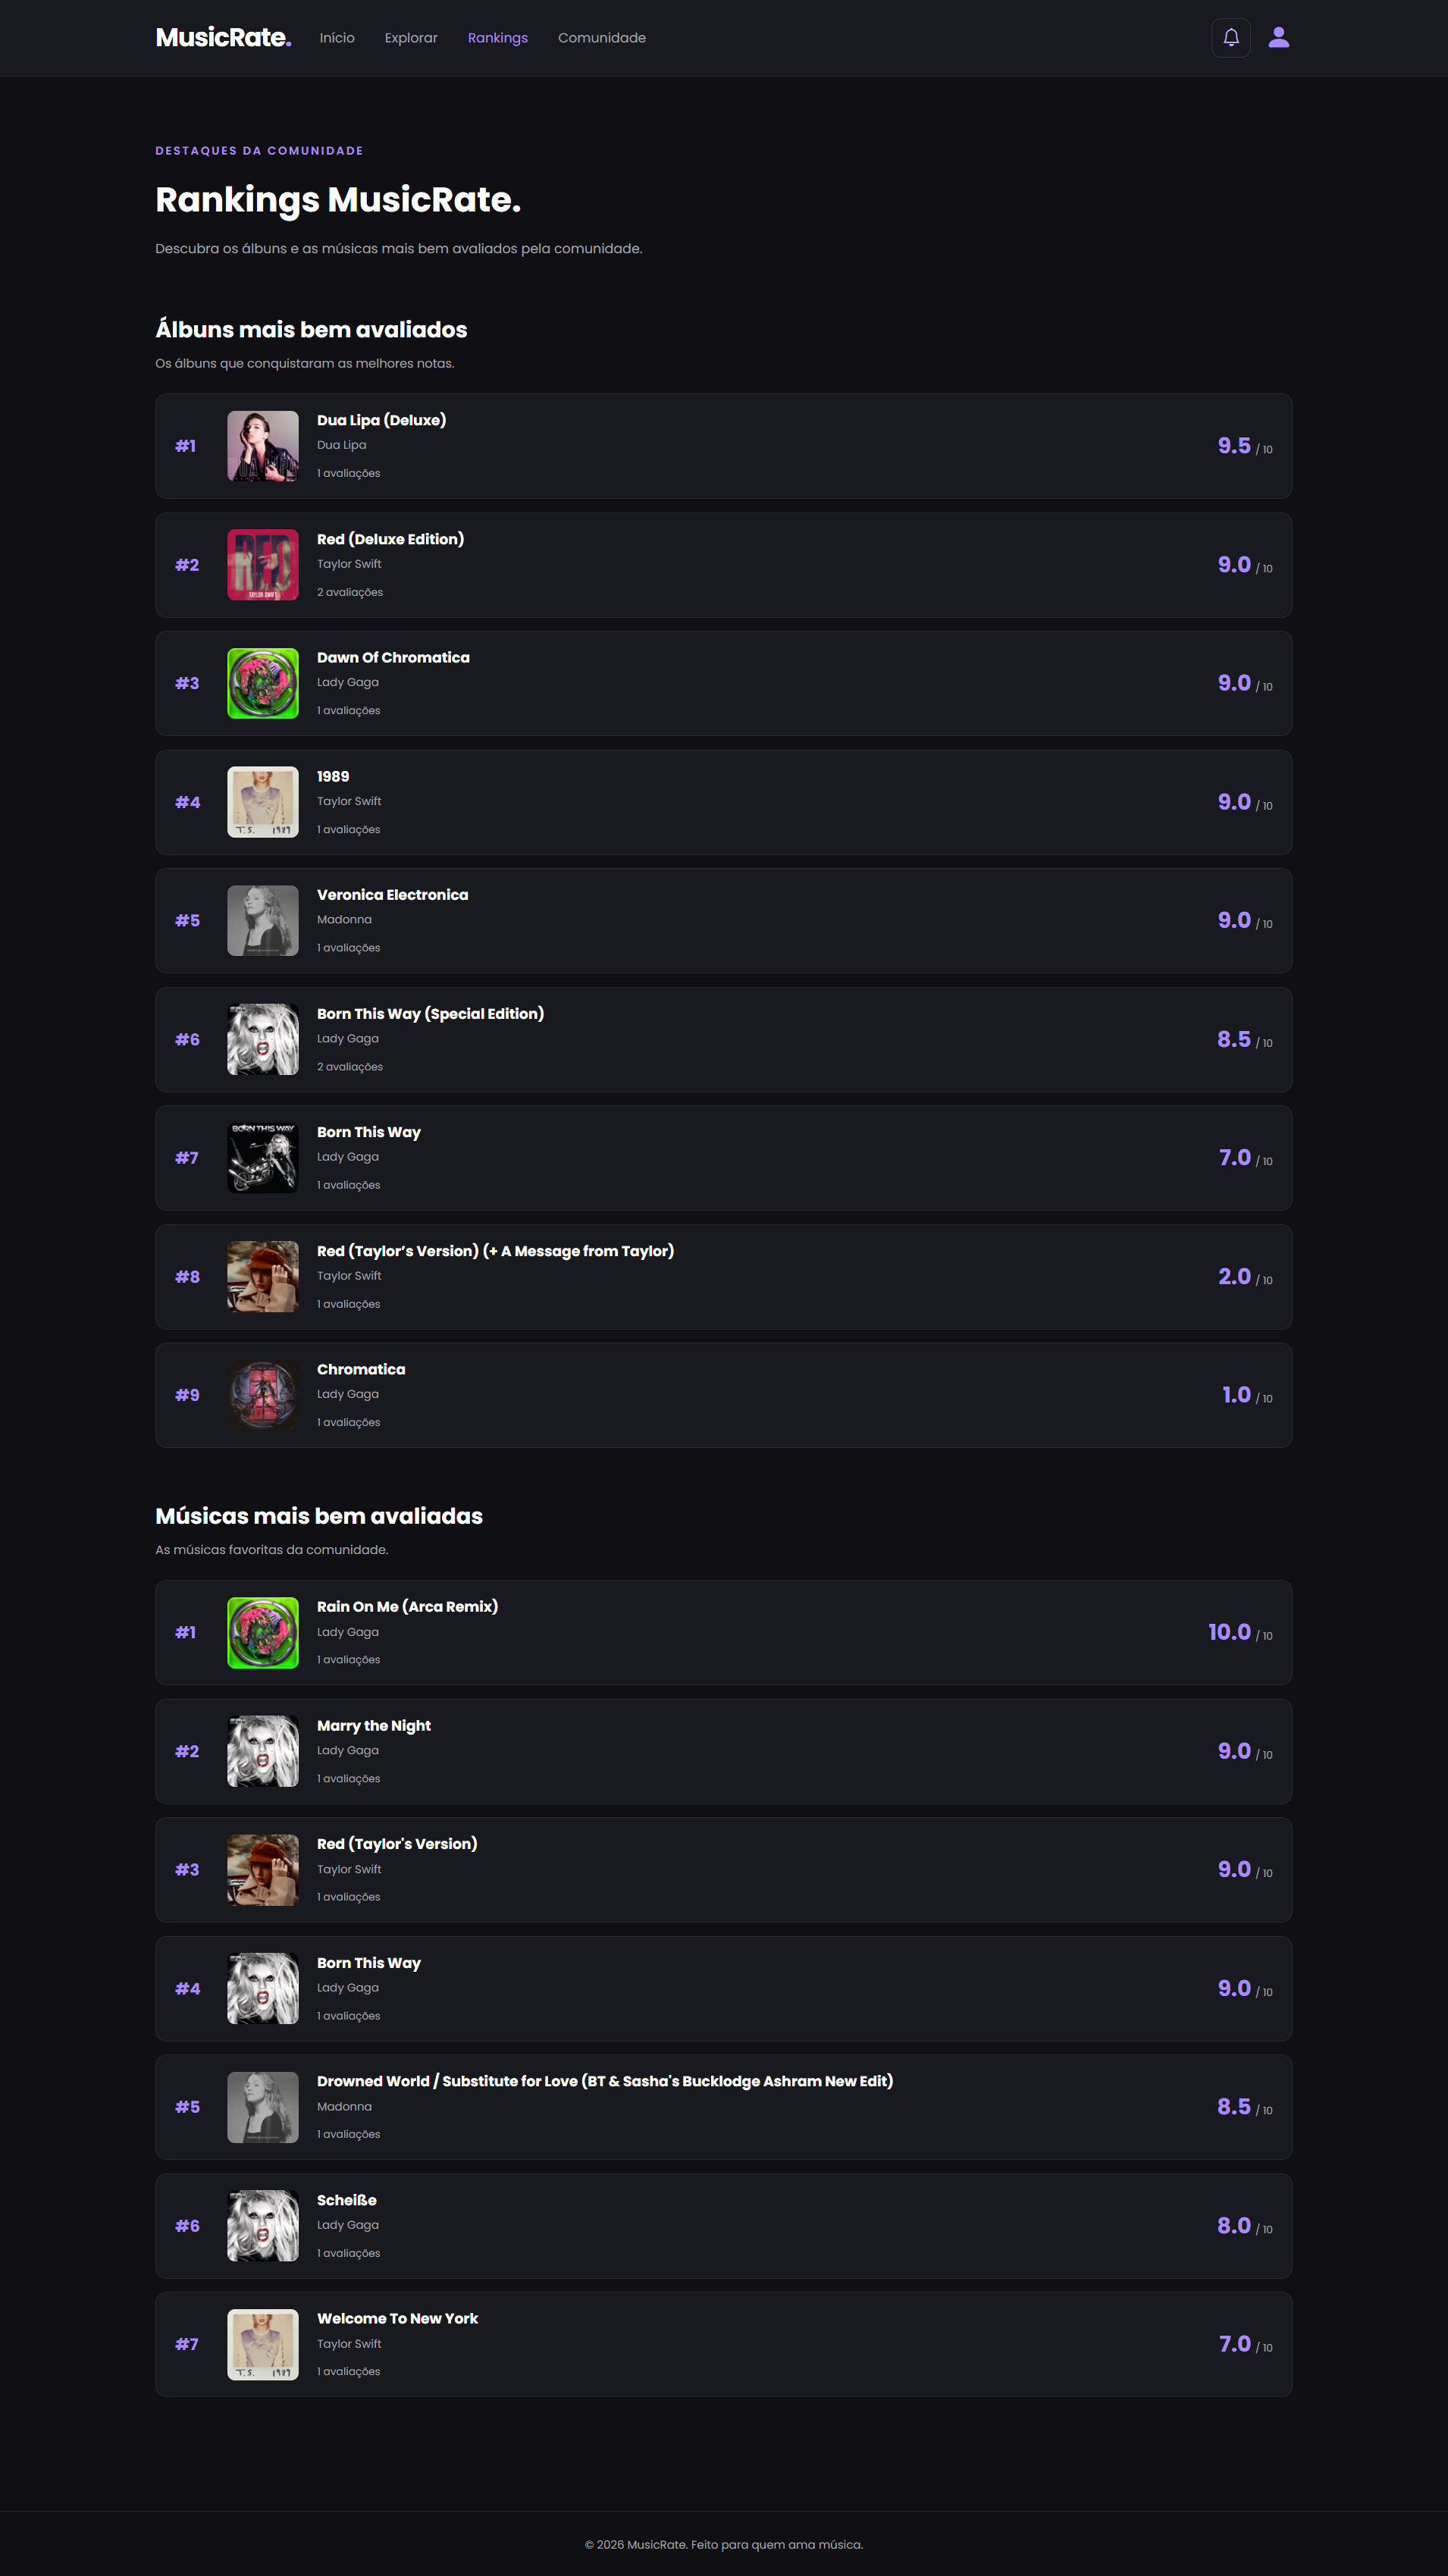 MusicRate.
Início
Explorar
Rankings
Comunidade
DESTAQUES DA COMUNIDADE
Rankings MusicRate.
Descubra os álbuns e as músicas mais bem avaliados pela comunidade.
Álbuns mais bem avaliados
Os álbuns que conquistaram as melhores notas.
#1
Dua Lipa (Deluxe)
Dua Lipa
1 avaliações
9.5 / 10
#2
RED
TAYLOR SWIFT
Red (Deluxe Edition)
Taylor Swift
2 avaliações
9.0 / 10
#3
Dawn Of Chromatica
Lady Gaga
1 avaliações
9.0 / 10
#4
T.S. 1989
1989
Taylor Swift
1 avaliações
9.0 / 10
#5
Veronica Electronica
Madonna
1 avaliações
9.0 / 10
#6
Born This Way (Special Edition)
Lady Gaga
2 avaliações
8.5 / 10
#7
BORN THIS WAY
Born This Way
Lady Gaga
1 avaliações
7.0 / 10
#8
Red (Taylor’s Version) (+ A Message from Taylor)
Taylor Swift
1 avaliações
2.0 / 10
#9
Chromatica
Lady Gaga
1 avaliações
1.0 / 10
Músicas mais bem avaliadas
As músicas favoritas da comunidade.
#1
Rain On Me (Arca Remix)
Lady Gaga
1 avaliações
10.0 / 10
#2
Marry the Night
Lady Gaga
1 avaliações
9.0 / 10
#3
Red (Taylor's Version)
Taylor Swift
1 avaliações
9.0 / 10
#4
Born This Way
Lady Gaga
1 avaliações
9.0 / 10
#5
Drowned World / Substitute for Love (BT & Sasha's Bucklodge Ashram New Edit)
Madonna
1 avaliações
8.5 / 10
#6
Scheiße
Lady Gaga
1 avaliações
8.0 / 10
#7
T.S. 1989
Welcome To New York
Taylor Swift
1 avaliações
7.0 / 10
© 2026 MusicRate. Feito para quem ama música.